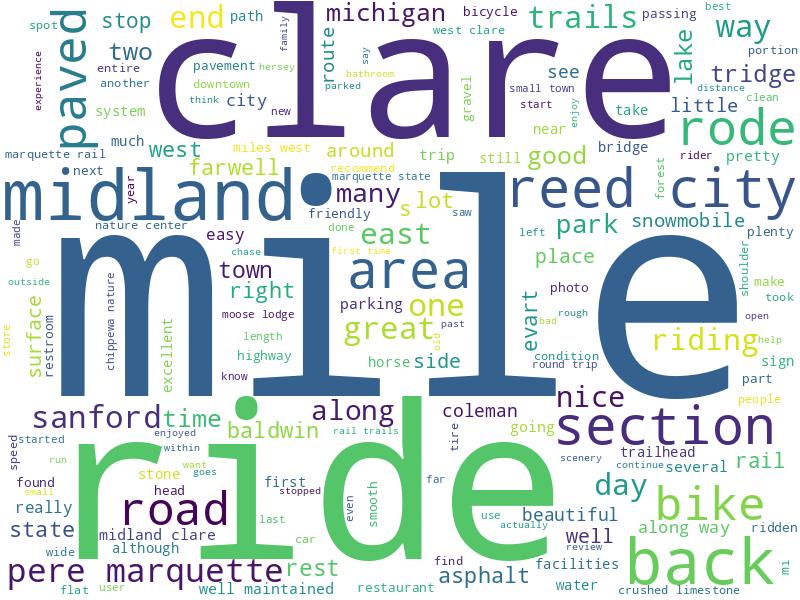 clare
mile
ride
midland
reed city
back
section
rode
bike
road
area
paved
pere marquette
trails
michigan
end
way
tridge
stop
two
path
bicycle
passing
best
spot
family
say
west clare
route
lake
see
portion
entire
another
pavement
hersey
bathroom
downtown
think
city
new
parked
gravel
small town
start
enjoy
take
little
distance
clean
experience
system
much
west
miles west
around
trip
still
good
near
bridge
rider
pretty
marquette rail
next
farwell
recommend
marquette state
forest
year
many
s
lot
saw
friendly
nature center
made
easy
done
east
left
park
snowmobile
plenty
go
chase
first time
outside
town
right
parking
one
place
photo
shoulder
make
took
surface
restroom
chippewa nature
excellent
moose lodge
great
past
old
evart
rough
bad
open
riding
help
store
length
highway
horse
side
condition
round trip
sign
part
know
people
nice
sanford
time
along
coleman
baldwin
rail trails
going
tire
speed
started
enjoyed
within
run
want
goes
scenery
continue
trailhead
several
rail
found
small
stone
head
first
stopped
smooth
even
far
day
really
state
last
use
actually
beautiful
along way
ridden
midland clare
although
wide
car
find
well
review
facilities
mi
rest
asphalt
water
flat
user
well maintained
restaurant
crushed limestone